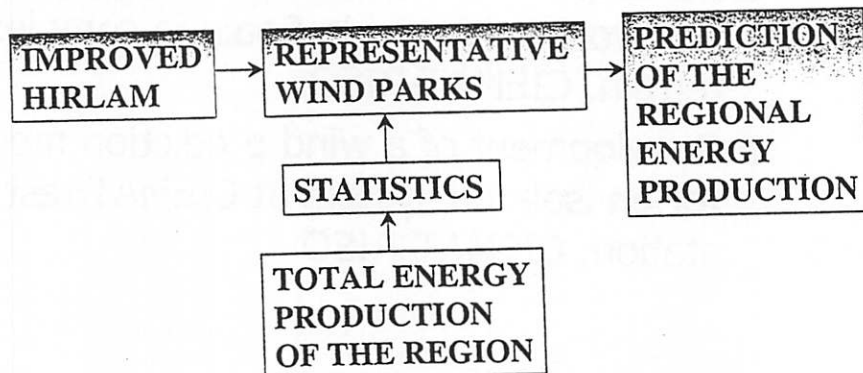 IMPROVED
HIRLAM
REPRESENTATIVE
WIND PARKS
PREDICTION
OF THE
REGIONAL
ENERGY
PRODUCTION
STATISTICS
TOTAL ENERGY
PRODUCTION
OF THE REGION